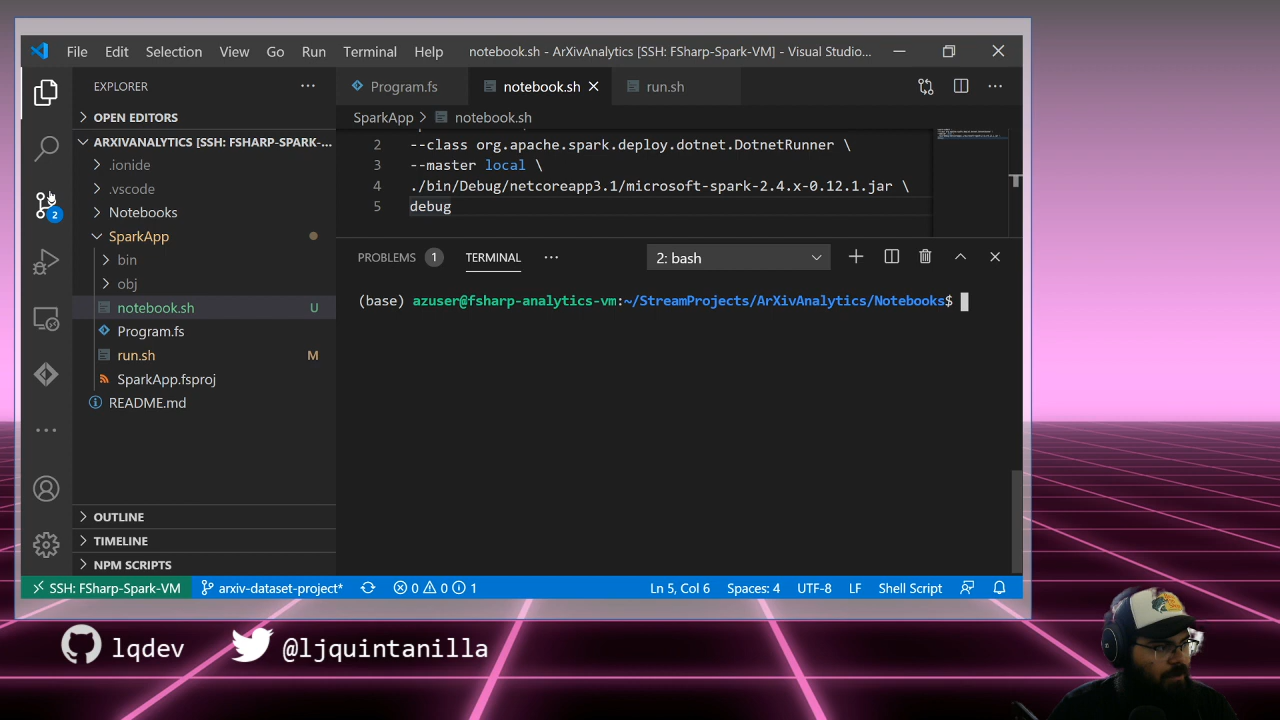 File Edit Selection View Go Run Terminal Help notebook.sh - ArXivAnalytics [SSH: FSharp-Spark-VM] - Visual Studio...
EXPLORER ...
Program.fs notebook.sh run.sh ...
OPEN EDITORS
SparkApp > notebook.sh
ARXIVANALYTICS [SSH: FSHARP-SPARK-...
.ionide
.vscode
Notebooks
SparkApp
bin
obj
notebook.sh U
Program.fs
run.sh M
SparkApp.fsproj
README.md
OUTLINE
TIMELINE
NPM SCRIPTS
2
2 --class org.apache.spark.deploy.dotnet.DotnetRunner \
3 --master local \
4 ./bin/Debug/netcoreapp3.1/microsoft-spark-2.4.x-0.12.1.jar \
5 debug
PROBLEMS 1 TERMINAL ... 2: bash
(base) azuser@fsharp-analytics-vm:~/StreamProjects/ArXivAnalytics/Notebooks$
SSH: FSharp-Spark-VM arxiv-dataset-project* 0 0 1 Ln 5, Col 6 Spaces: 4 UTF-8 LF Shell Script
lqdev @ljquintanilla